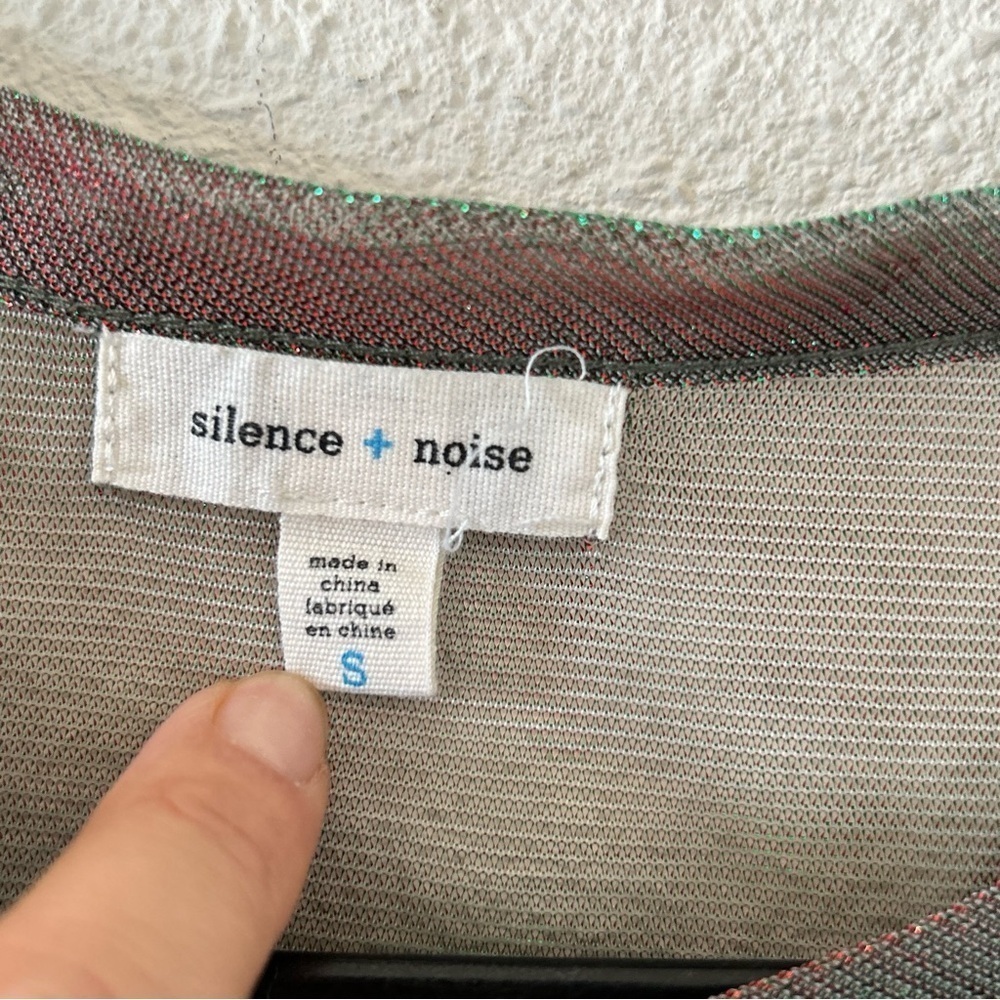 silence + noise
made in
china
fabriqué
en chine
S